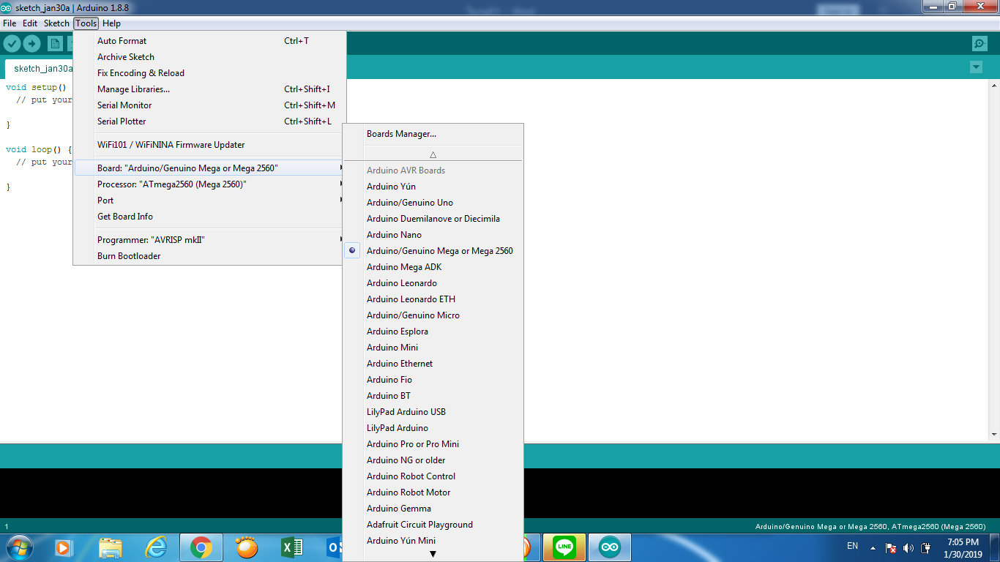 sketch_jan30a | Arduino 1.8.8
File Edit Sketch Tools Help
sketch_jan30a
void setup()
// put your
}
void loop() {
// put your
}
Auto Format Ctrl+T
Archive Sketch
Fix Encoding & Reload
Manage Libraries... Ctrl+Shift+I
Serial Monitor Ctrl+Shift+M
Serial Plotter Ctrl+Shift+L
WiFi101 / WiFiNINA Firmware Updater
Board: "Arduino/Genuino Mega or Mega 2560"
Processor: "ATmega2560 (Mega 2560)"
Port
Get Board Info
Programmer: "AVRISP mkII"
Burn Bootloader
Boards Manager...
Arduino AVR Boards
Arduino Yún
Arduino/Genuino Uno
Arduino Duemilanove or Diecimila
Arduino Nano
Arduino/Genuino Mega or Mega 2560
Arduino Mega ADK
Arduino Leonardo
Arduino Leonardo ETH
Arduino/Genuino Micro
Arduino Esplora
Arduino Mini
Arduino Ethernet
Arduino Fio
Arduino BT
LilyPad Arduino USB
LilyPad Arduino
Arduino Pro or Pro Mini
Arduino NG or older
Arduino Robot Control
Arduino Robot Motor
Arduino Gemma
Adafruit Circuit Playground
Arduino Yún Mini
1
Arduino/Genuino Mega or Mega 2560, ATmega2560 (Mega 2560)
LINE
EN
7:05 PM
1/30/2019